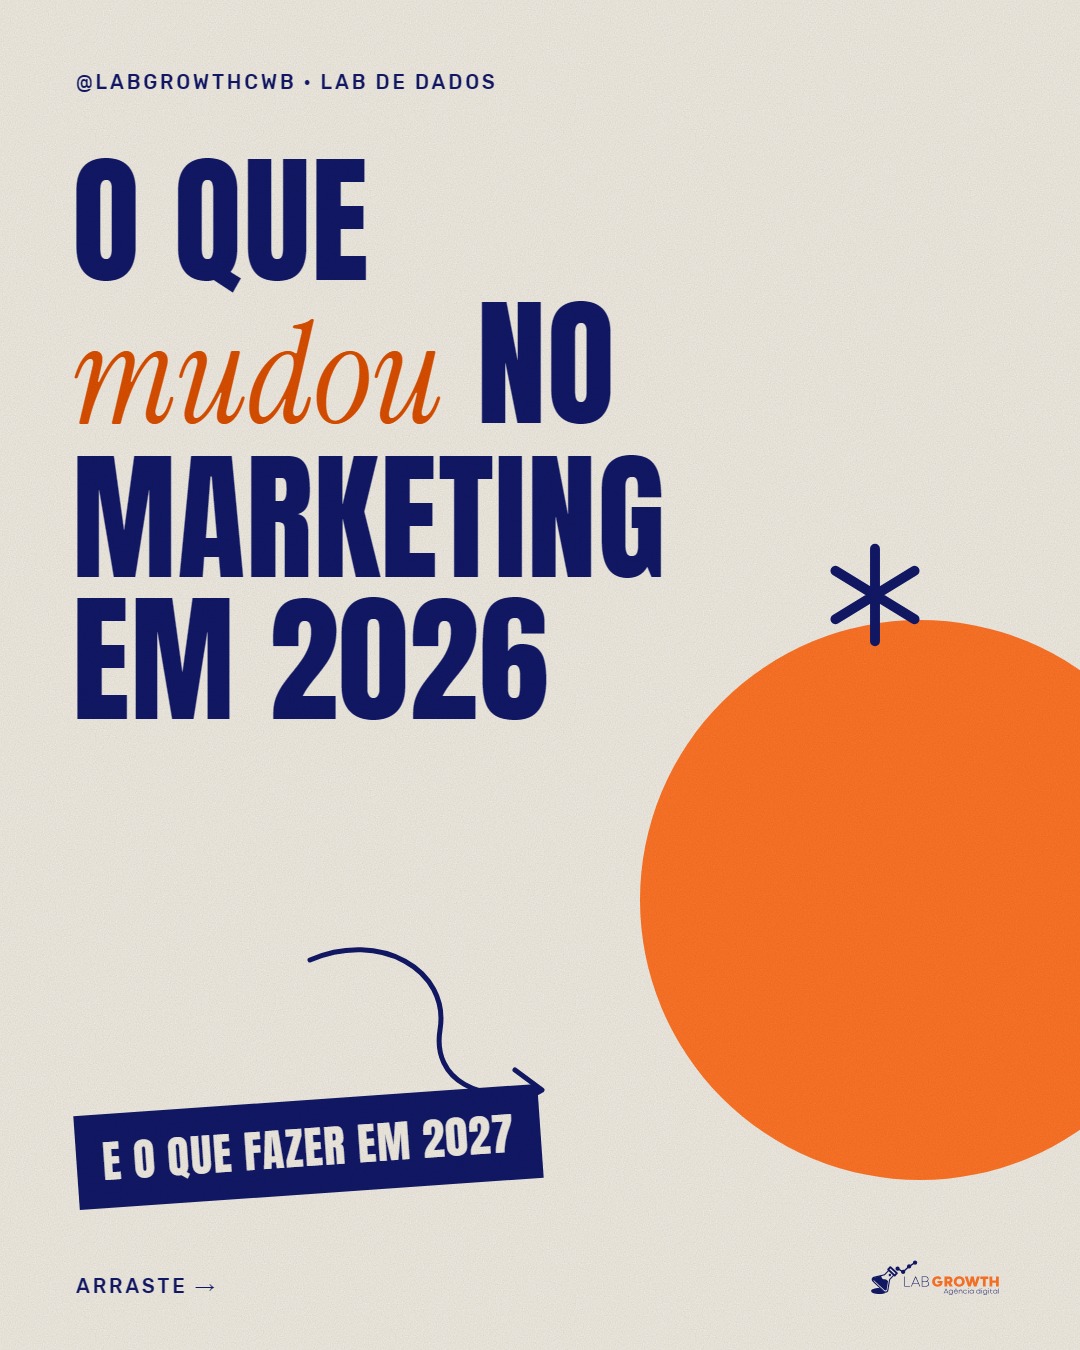 @LABGROWTHCWB • LAB DE DADOS
O QUE
mudou NO
MARKETING
EM 2026
E O QUE FAZER EM 2027
ARRASTE →
LAB GROWTH
Agência digital